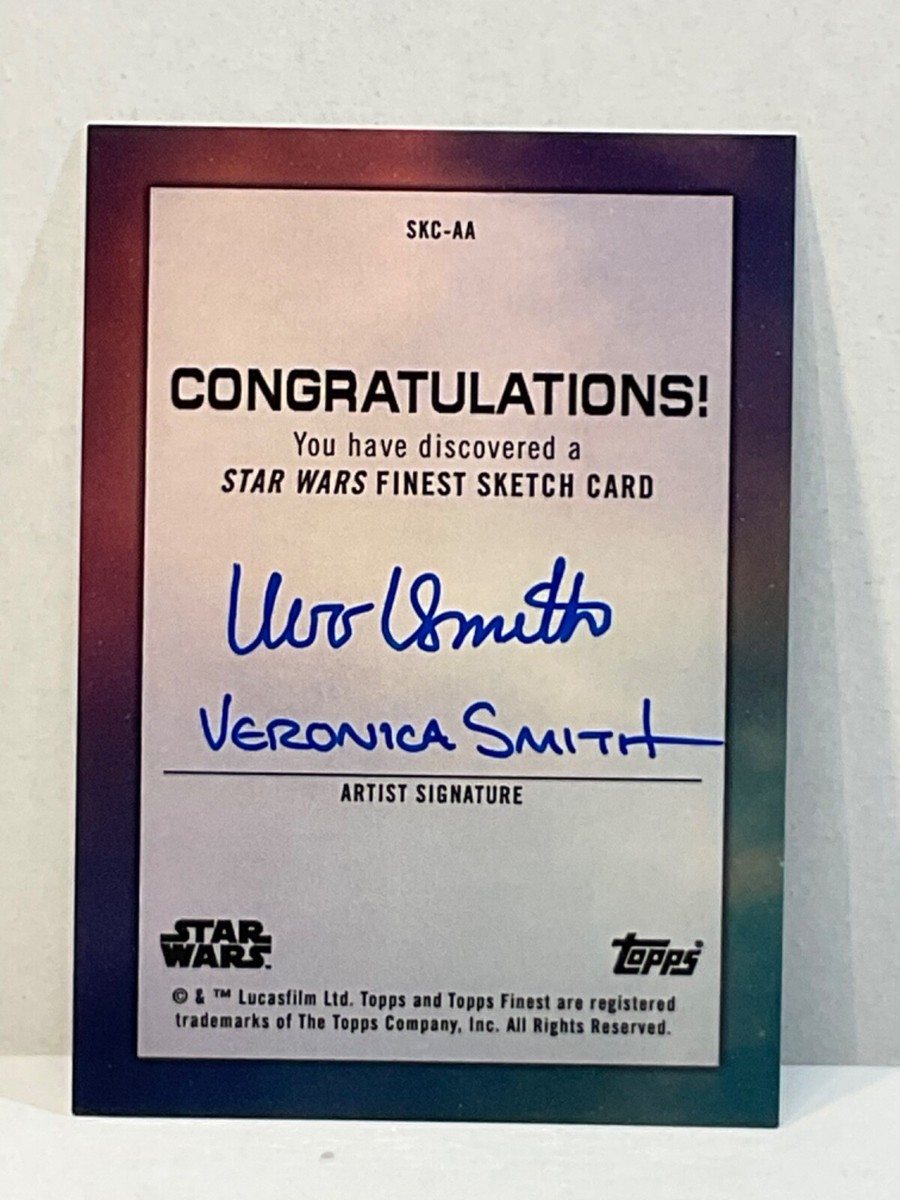 SKC-AA
CONGRATULATIONS!
You have discovered a
STAR WARS FINEST SKETCH CARD
VERONICA SMITH
ARTIST SIGNATURE
STAR WARS
Topps
© & ™ Lucasfilm Ltd. Topps and Topps Finest are registered
trademarks of The Topps Company, Inc. All Rights Reserved.